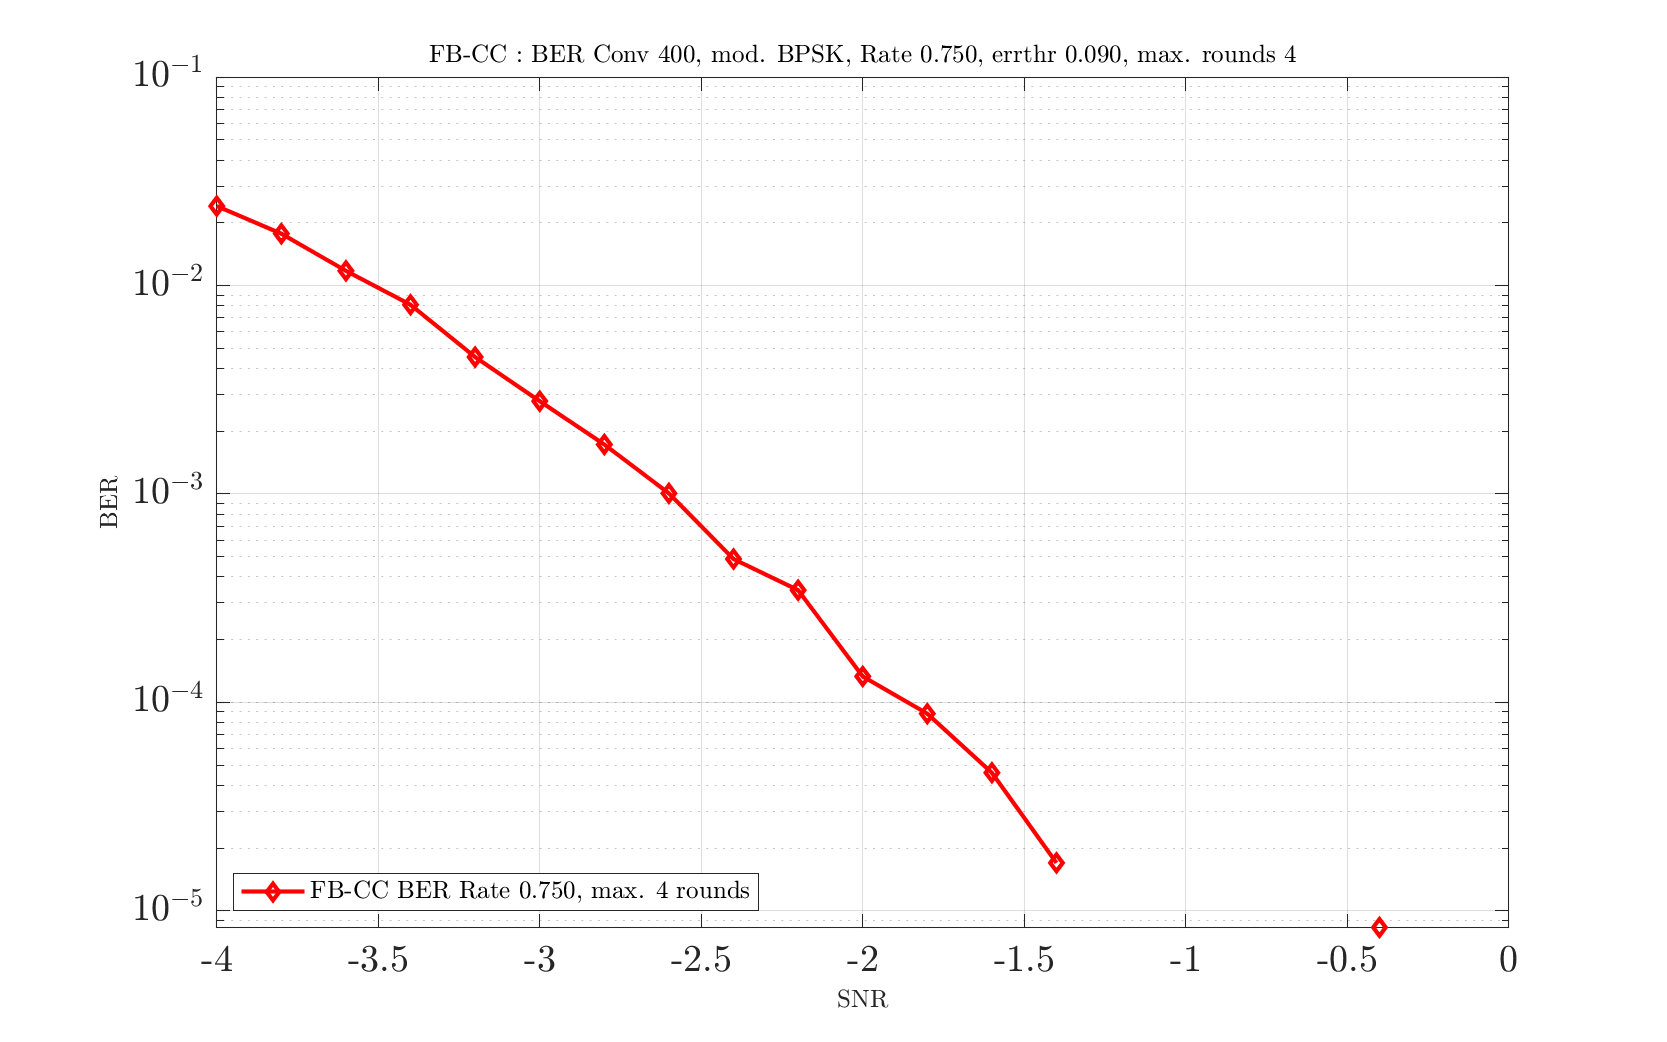 FB-CC : BER Conv 400, mod. BPSK, Rate 0.750, errthr 0.090, max. rounds 4
10^{-1}
10^{-2}
10^{-3}
10^{-4}
10^{-5}
BER
FB-CC BER Rate 0.750, max. 4 rounds
-4 -3.5 -3 -2.5 -2 -1.5 -1 -0.5 0
SNR